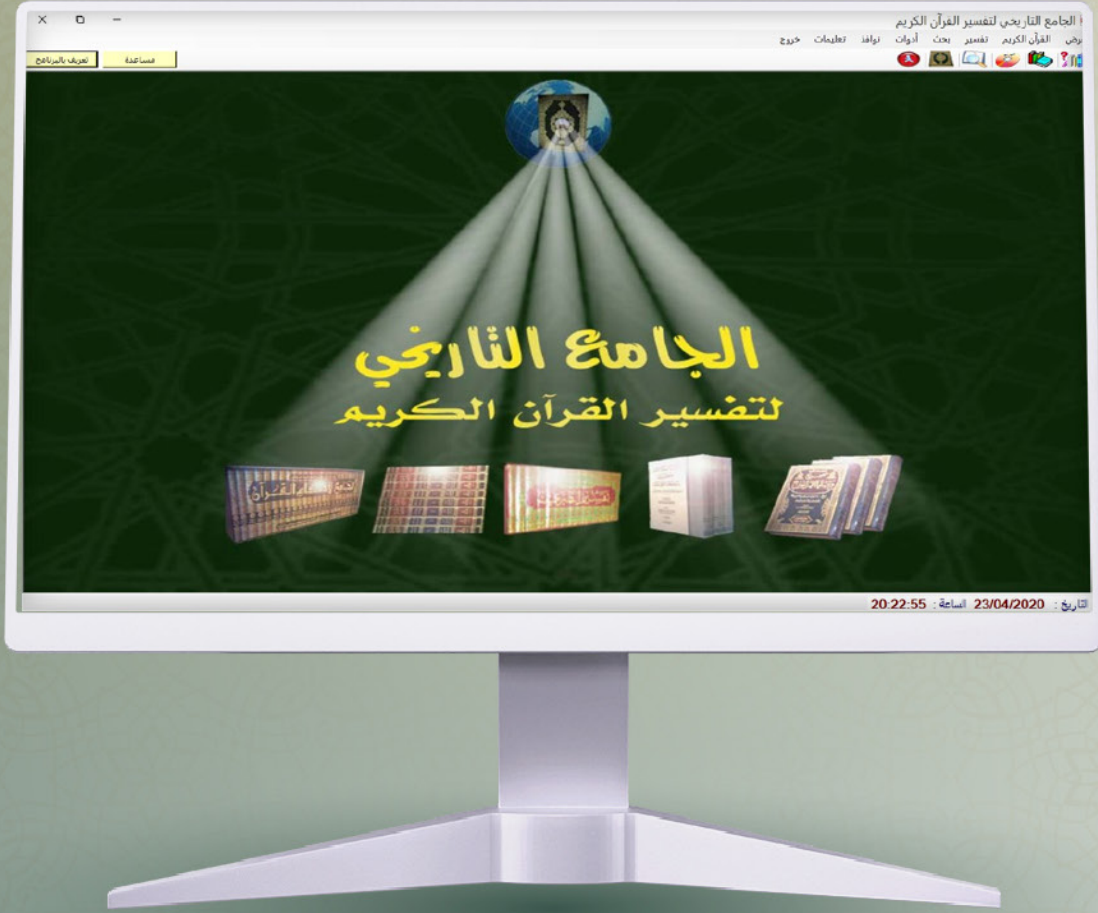 الجامع التاريخي لتفسير القرآن الكريم
عرض القرآن الكريم تفسير بحث أدوات نوافذ تعليمات خروج
مساعدة تعريف بالبرنامج
الجامع التاريخي
لتفسير القرآن الكريم
التاريخ : 23/04/2020 الساعة : 20:22:55